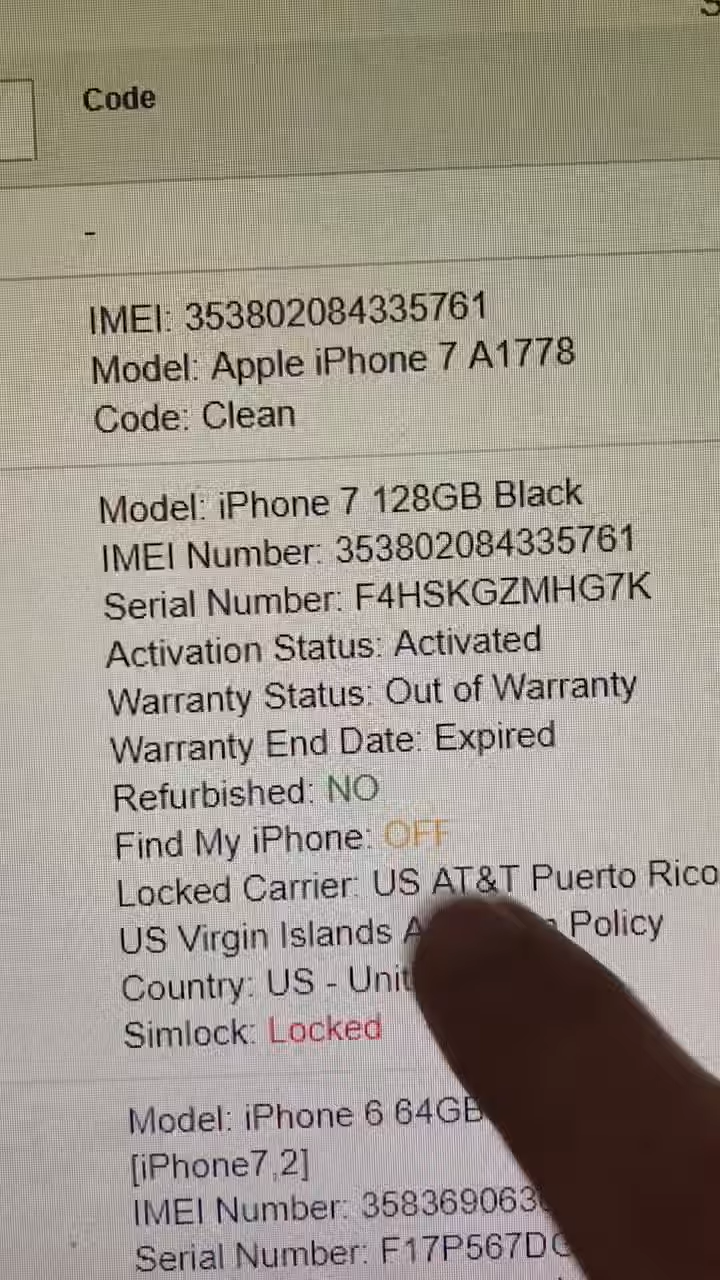 Code
-
IMEI: 353802084335761
Model: Apple iPhone 7 A1778
Code: Clean
Model: iPhone 7 128GB Black
IMEI Number: 353802084335761
Serial Number: F4HSKGZMHG7K
Activation Status: Activated
Warranty Status: Out of Warranty
Warranty End Date: Expired
Refurbished: NO
Find My iPhone: OFF
Locked Carrier: US AT&T Puerto Rico
US Virgin Islands Policy
Country: US -
Simlock: Locked
Model: iPhone 6 64GB
[iPhone7,2]
IMEI Number:
Serial Number: